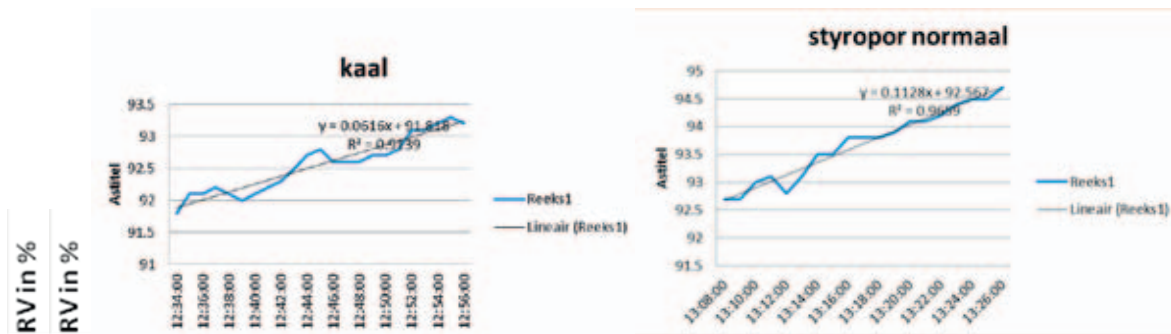 kaal
93.5
93
92.5
92
91.5
91
Astitel
y = 0.0616x + 91.818
R² = 0.9139
Reeks1
Lineair (Reeks1)
12:34:00
12:36:00
12:38:00
12:40:00
12:42:00
12:44:00
12:46:00
12:48:00
12:50:00
12:52:00
12:54:00
12:56:00
styropor normaal
95
94.5
94
93.5
93
92.5
92
91.5
Astitel
y = 0.1128x + 92.567
Reeks1
Lineair (Reeks1)
13:08:00
13:10:00
13:12:00
13:14:00
13:16:00
13:18:00
13:20:00
13:22:00
13:24:00
13:26:00
RV in %
RV in %